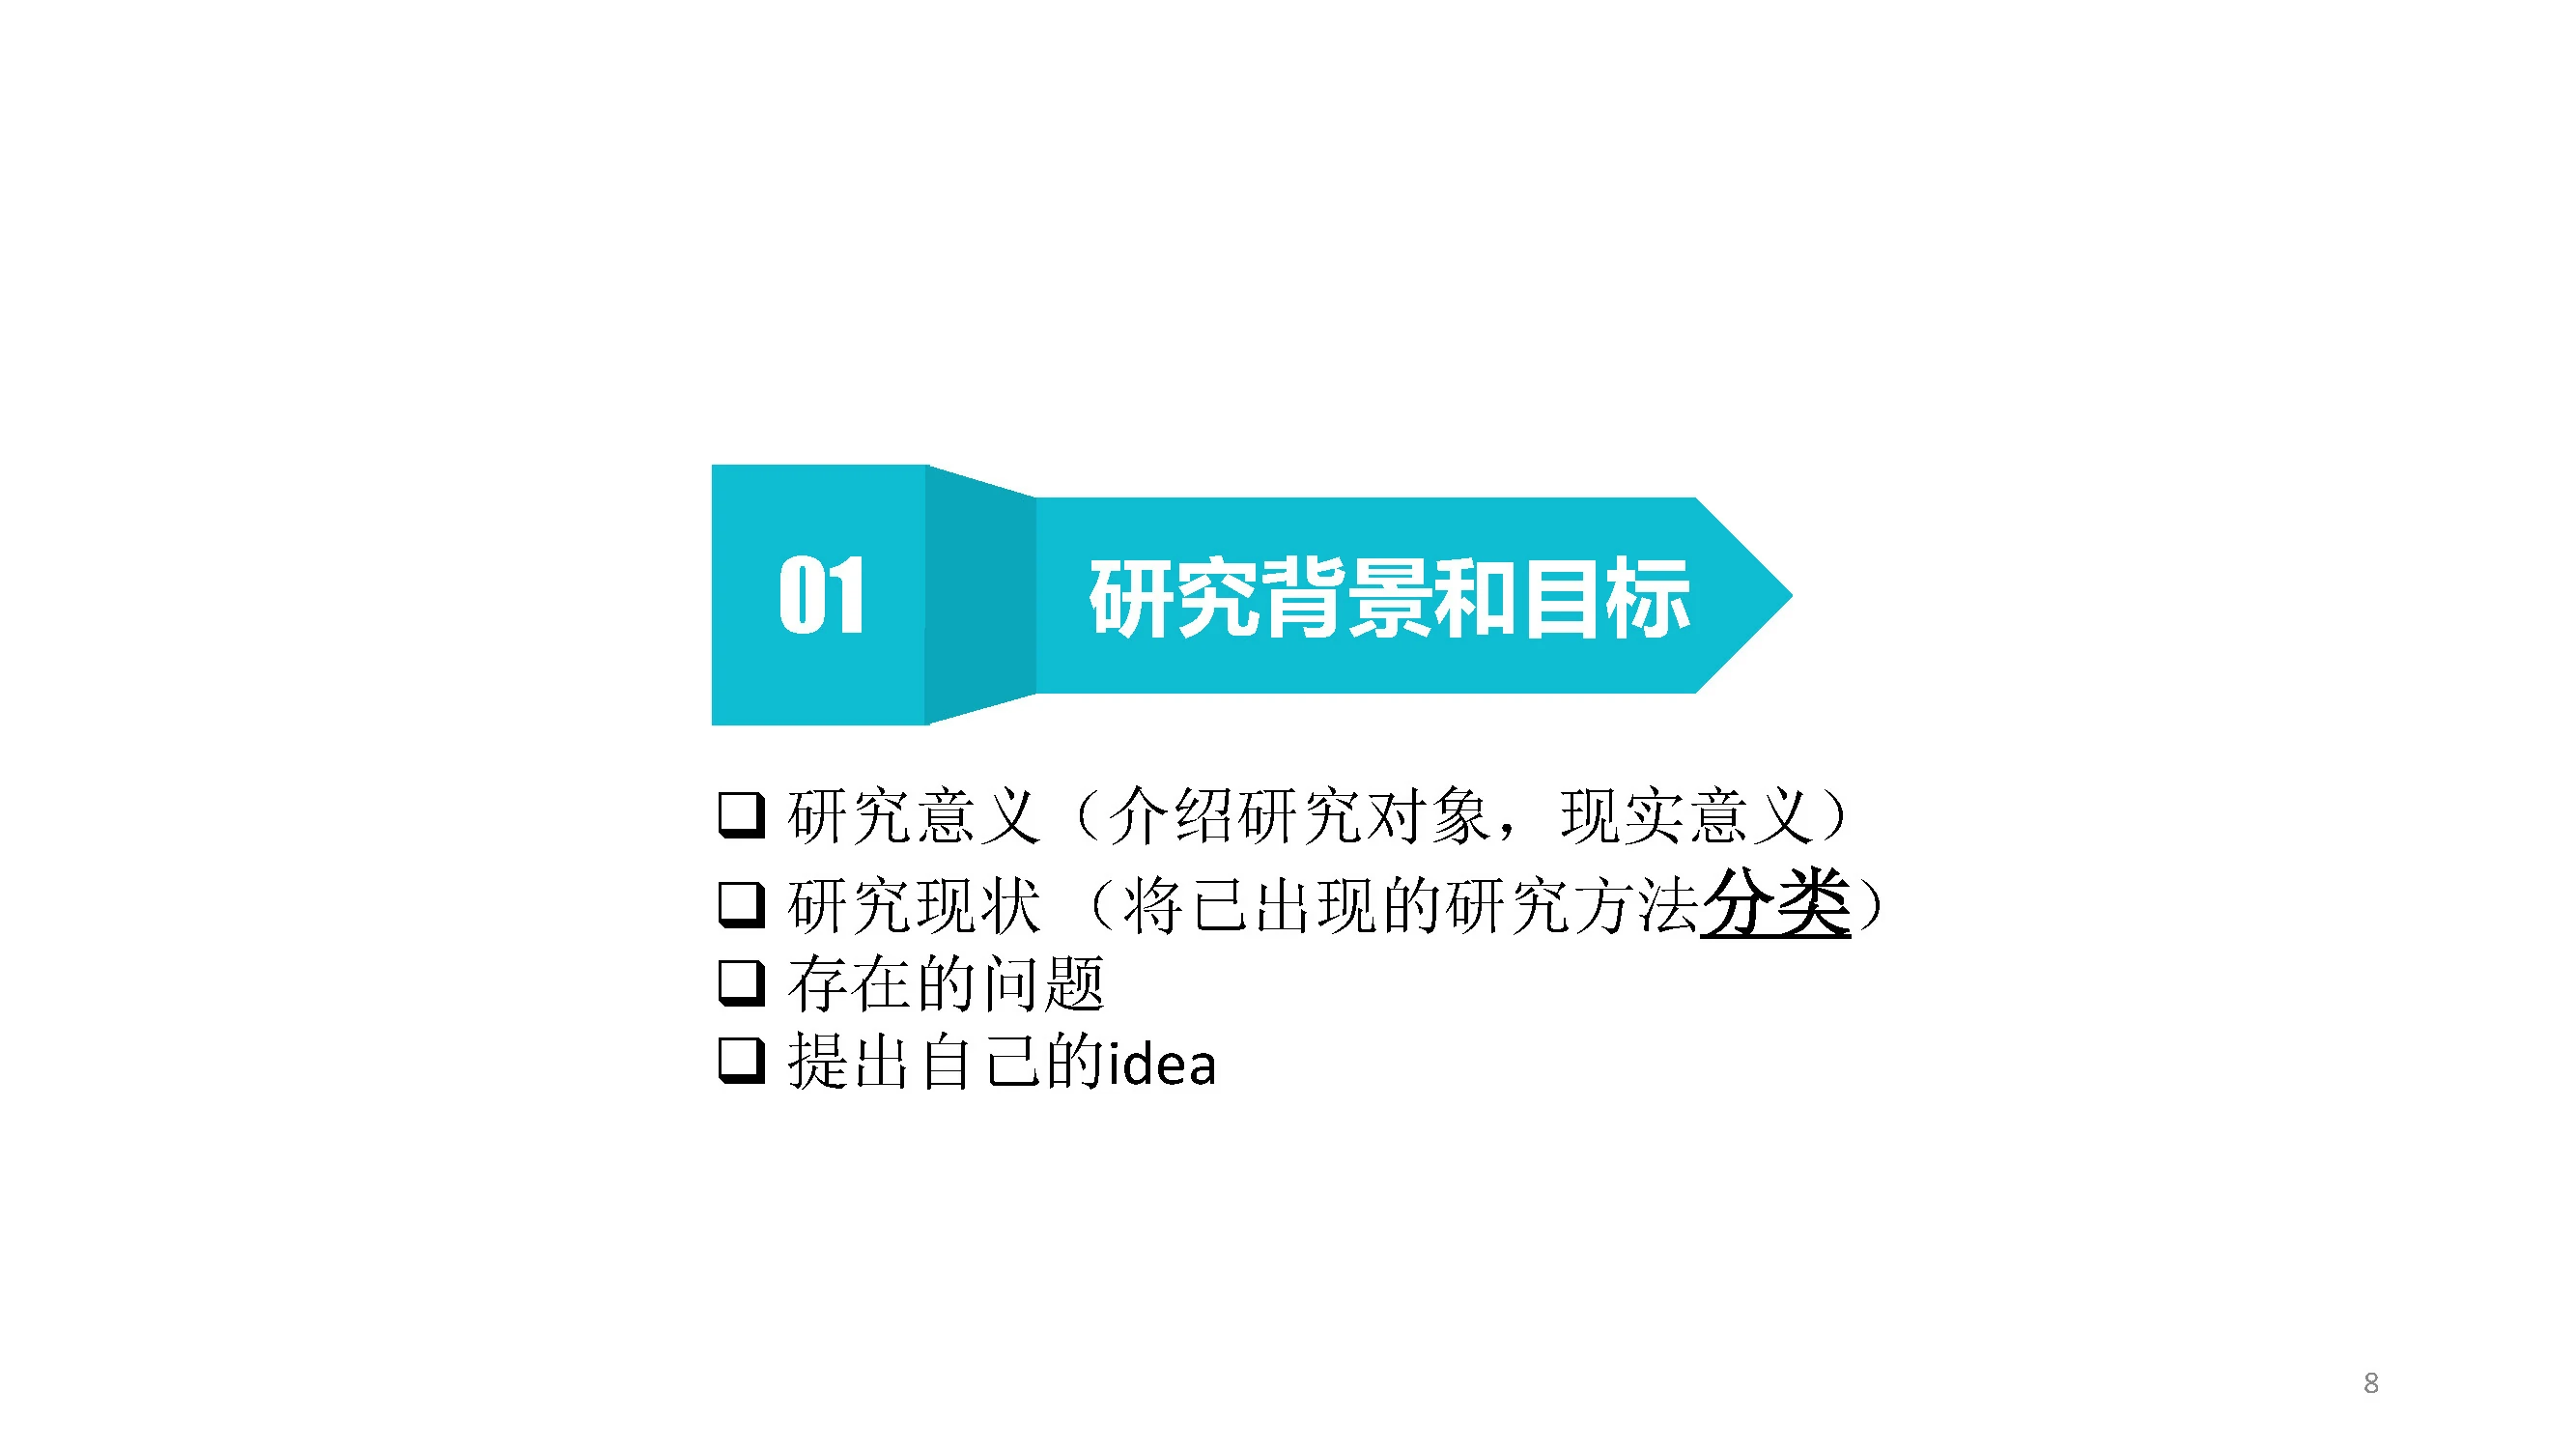 01 研究背景和目标
研究意义（介绍研究对象，现实意义）
研究现状 （将已出现的研究方法分类）
存在的问题
提出自己的idea
8